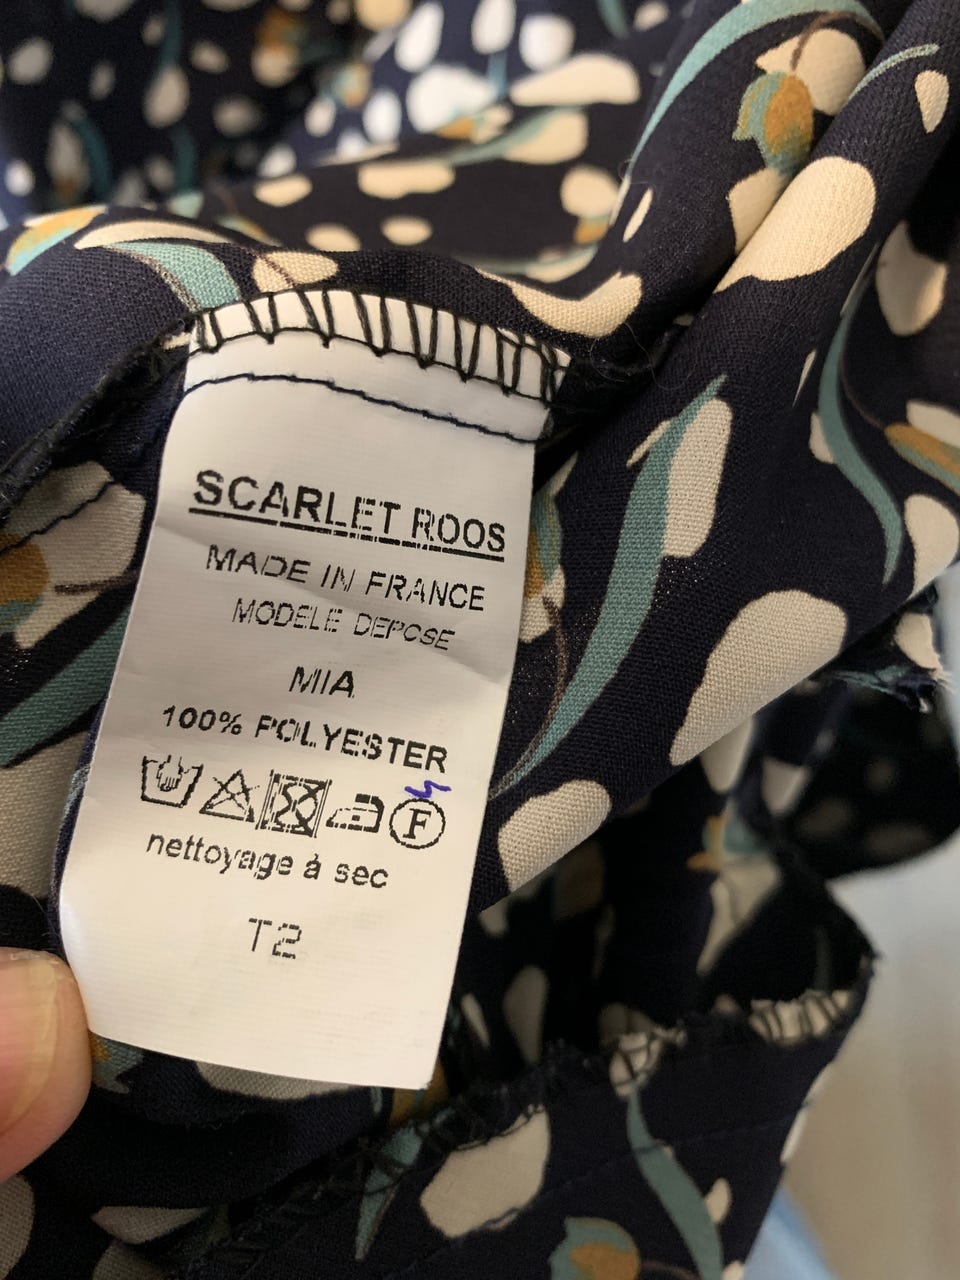 SCARLET ROOS
MADE IN FRANCE
MODELE DEPOSE
MIA
100% POLYESTER
F
nettoyage à sec
T2